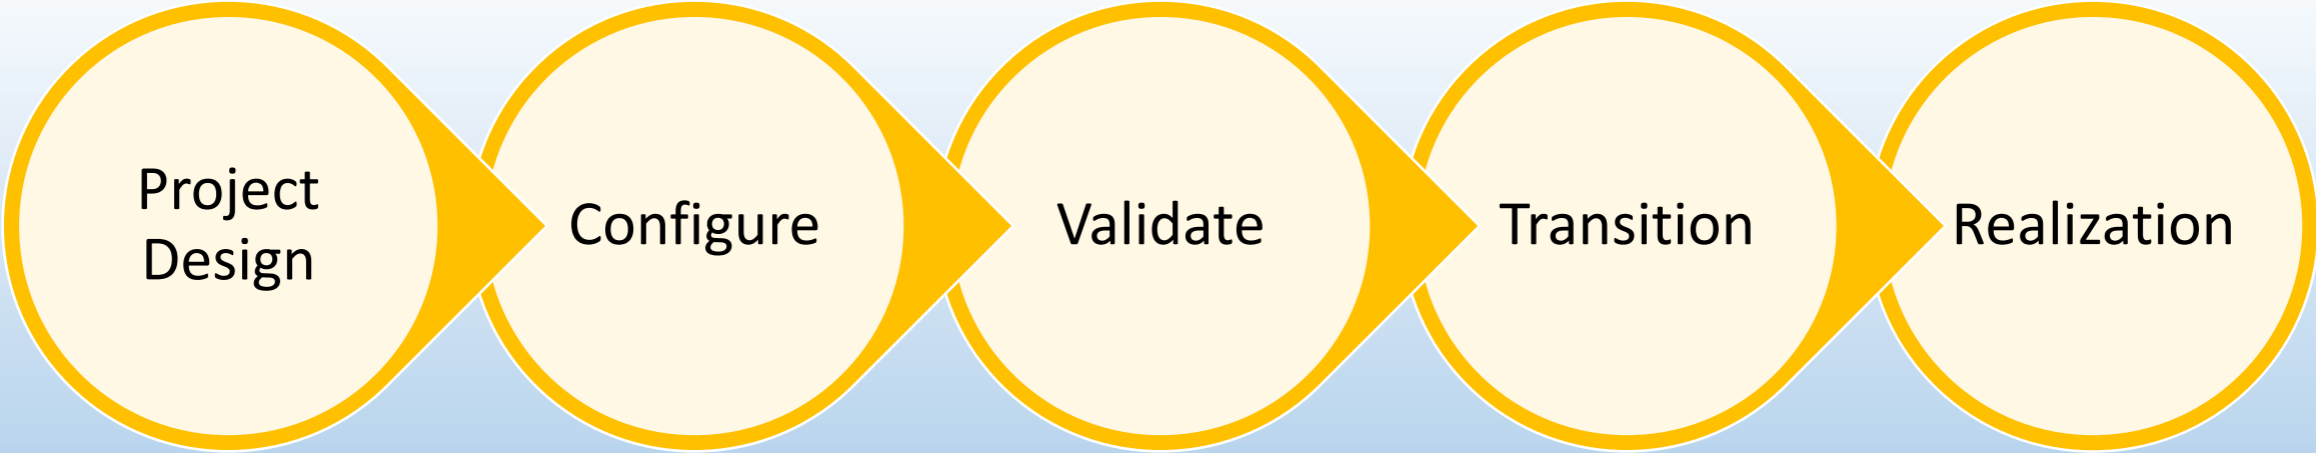 Project
Design
Configure
Validate
Transition
Realization